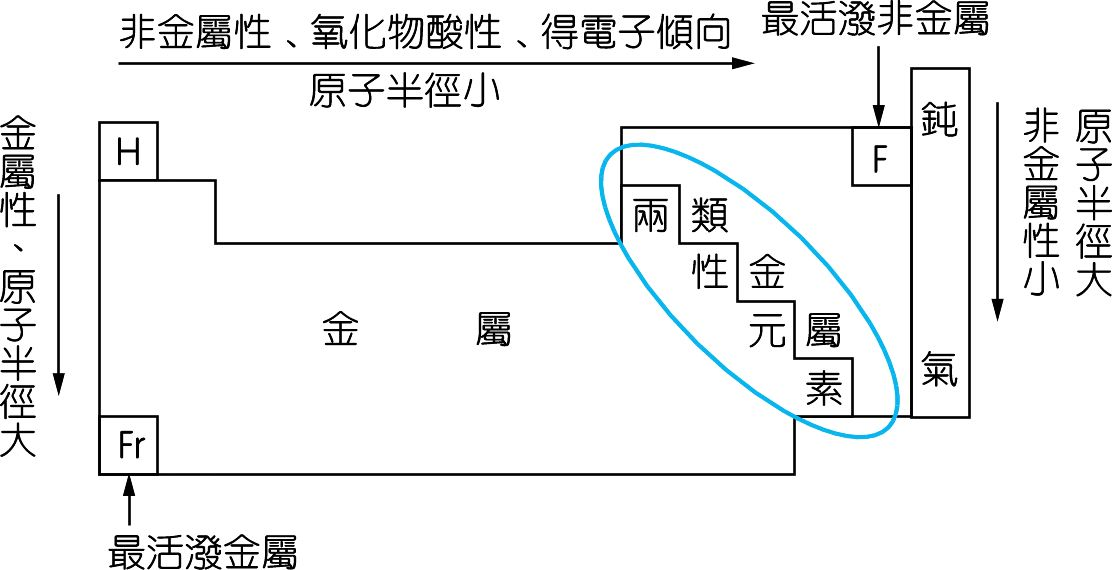 非金屬性、氧化物酸性、得電子傾向
原子半徑小
最活潑非金屬
金屬性、原子半徑大
H
F
鈍氣
非金屬性小
原子半徑大
兩類
性金
元屬
素
金屬
Fr
最活潑金屬